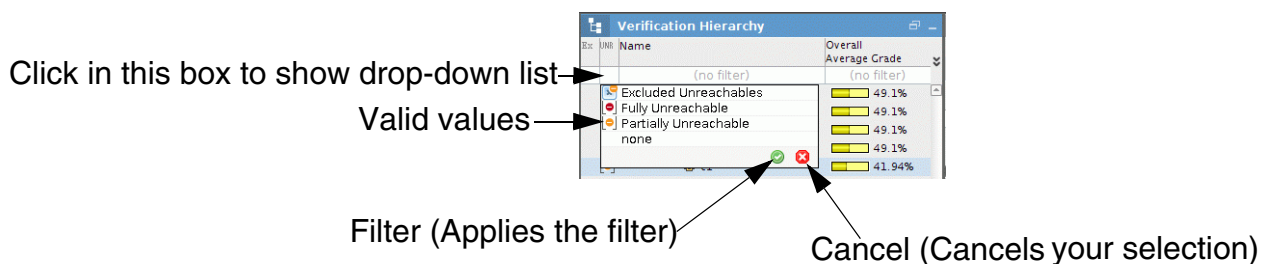 Verification Hierarchy
Ex UNR Name Overall Average Grade
Click in this box to show drop-down list
(no filter) (no filter)
Excluded Unreachables 49.1%
Fully Unreachable 49.1%
Valid values
Partially Unreachable 49.1%
none 49.1%
41.94%
Filter (Applies the filter)
Cancel (Cancels your selection)